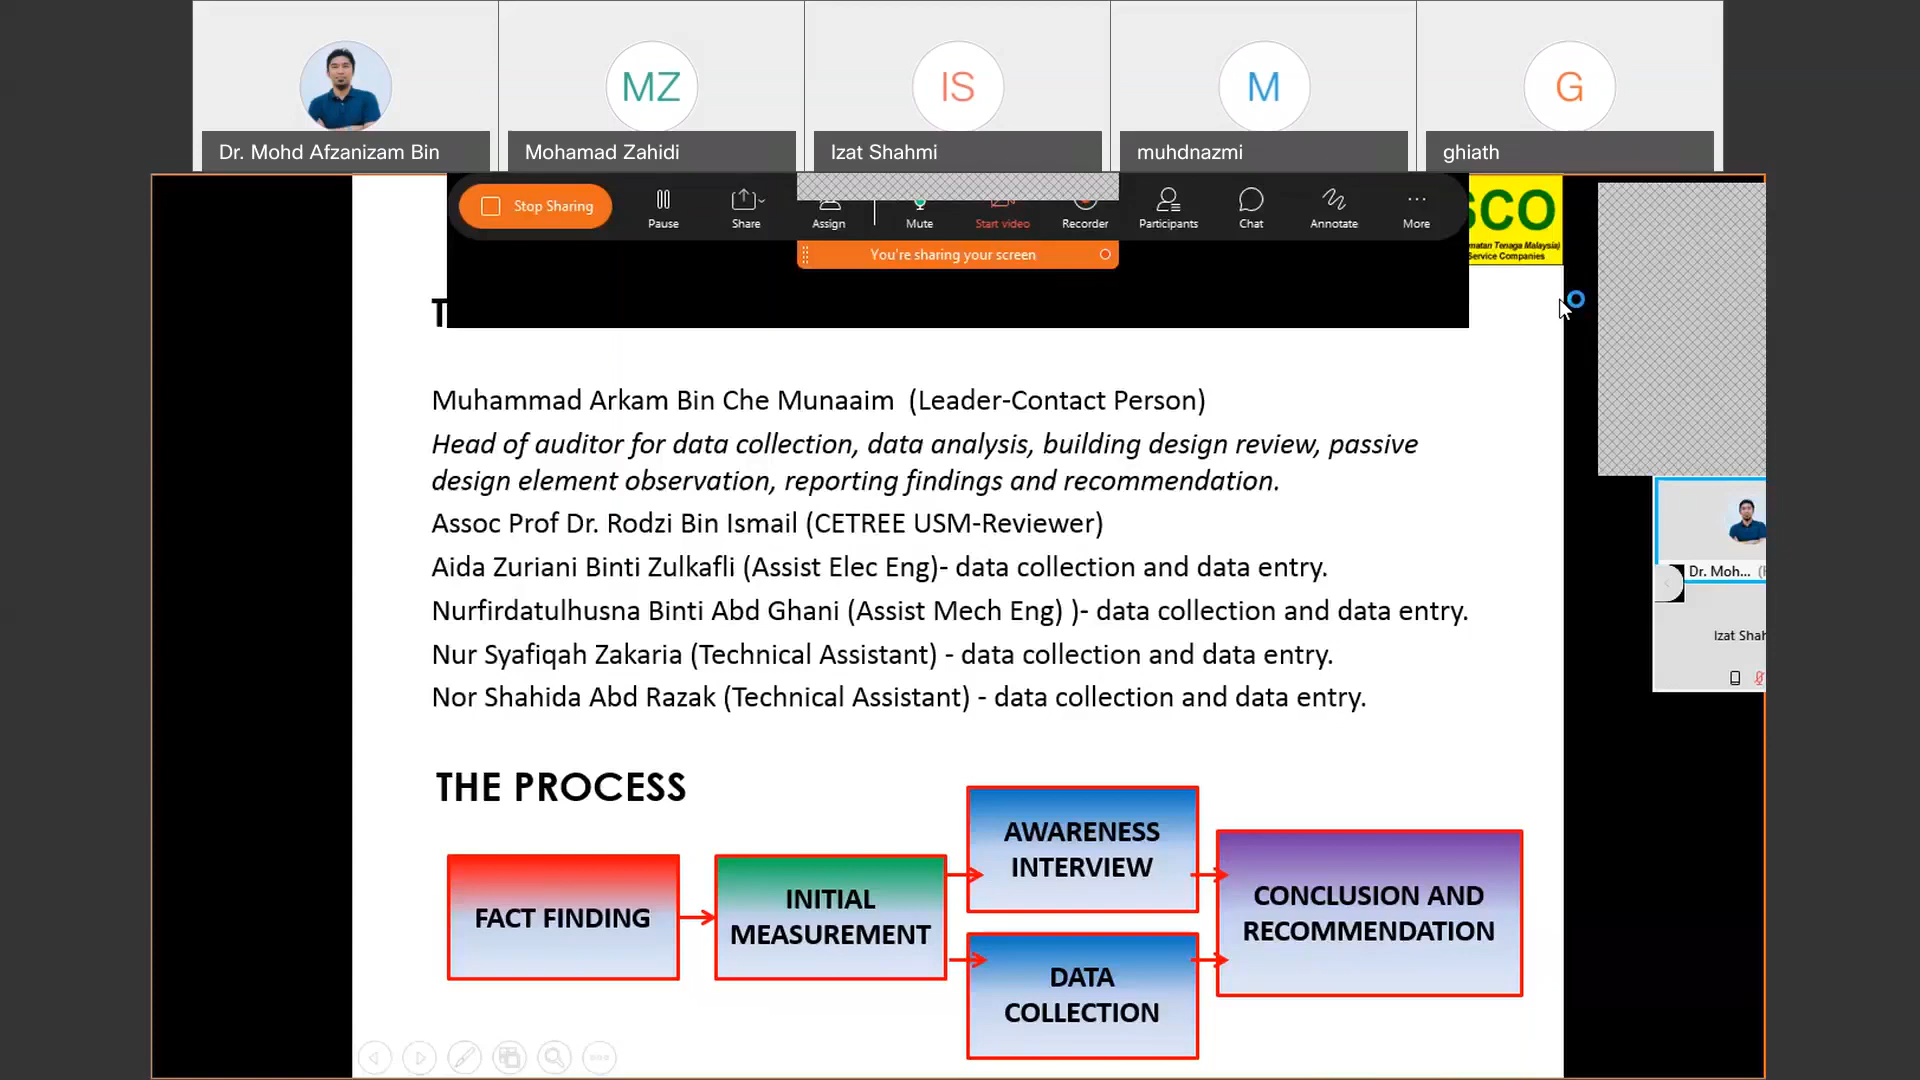 MZ
IS
M
G
Dr. Mohd Afzanizam Bin
Mohamad Zahidi
Izat Shahmi
muhdnazmi
ghiath
Stop Sharing
Pause
Share
Assign
Mute
Start video
Recorder
Participants
Chat
Annotate
More
You're sharing your screen
SCO
matan Tenaga Malaysia)
Service Companies
T
Muhammad Arkam Bin Che Munaaim (Leader-Contact Person)
Head of auditor for data collection, data analysis, building design review, passive
design element observation, reporting findings and recommendation.
Assoc Prof Dr. Rodzi Bin Ismail (CETREE USM-Reviewer)
Aida Zuriani Binti Zulkafli (Assist Elec Eng)- data collection and data entry.
Nurfirdatulhusna Binti Abd Ghani (Assist Mech Eng) )- data collection and data entry.
Nur Syafiqah Zakaria (Technical Assistant) - data collection and data entry.
Nor Shahida Abd Razak (Technical Assistant) - data collection and data entry.
Dr. Moh...
Izat Shah
THE PROCESS
FACT FINDING
INITIAL
MEASUREMENT
AWARENESS
INTERVIEW
DATA
COLLECTION
CONCLUSION AND
RECOMMENDATION